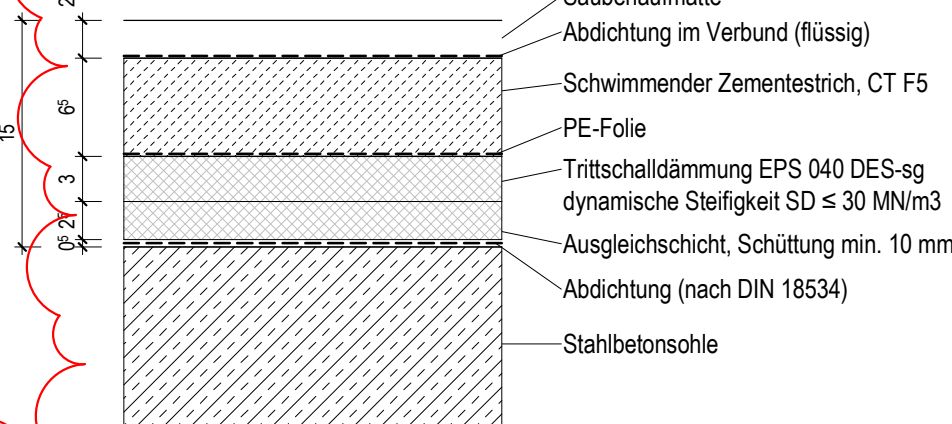 Sauberlaufmatte
Abdichtung im Verbund (flüssig)
Schwimmender Zementestrich, CT F5
PE-Folie
Trittschalldämmung EPS 040 DES-sg
dynamische Steifigkeit SD ≤ 30 MN/m3
Ausgleichschicht, Schüttung min. 10 mm
Abdichtung (nach DIN 18534)
Stahlbetonsohle
2
6⁵
3
2⁵
0⁵
15